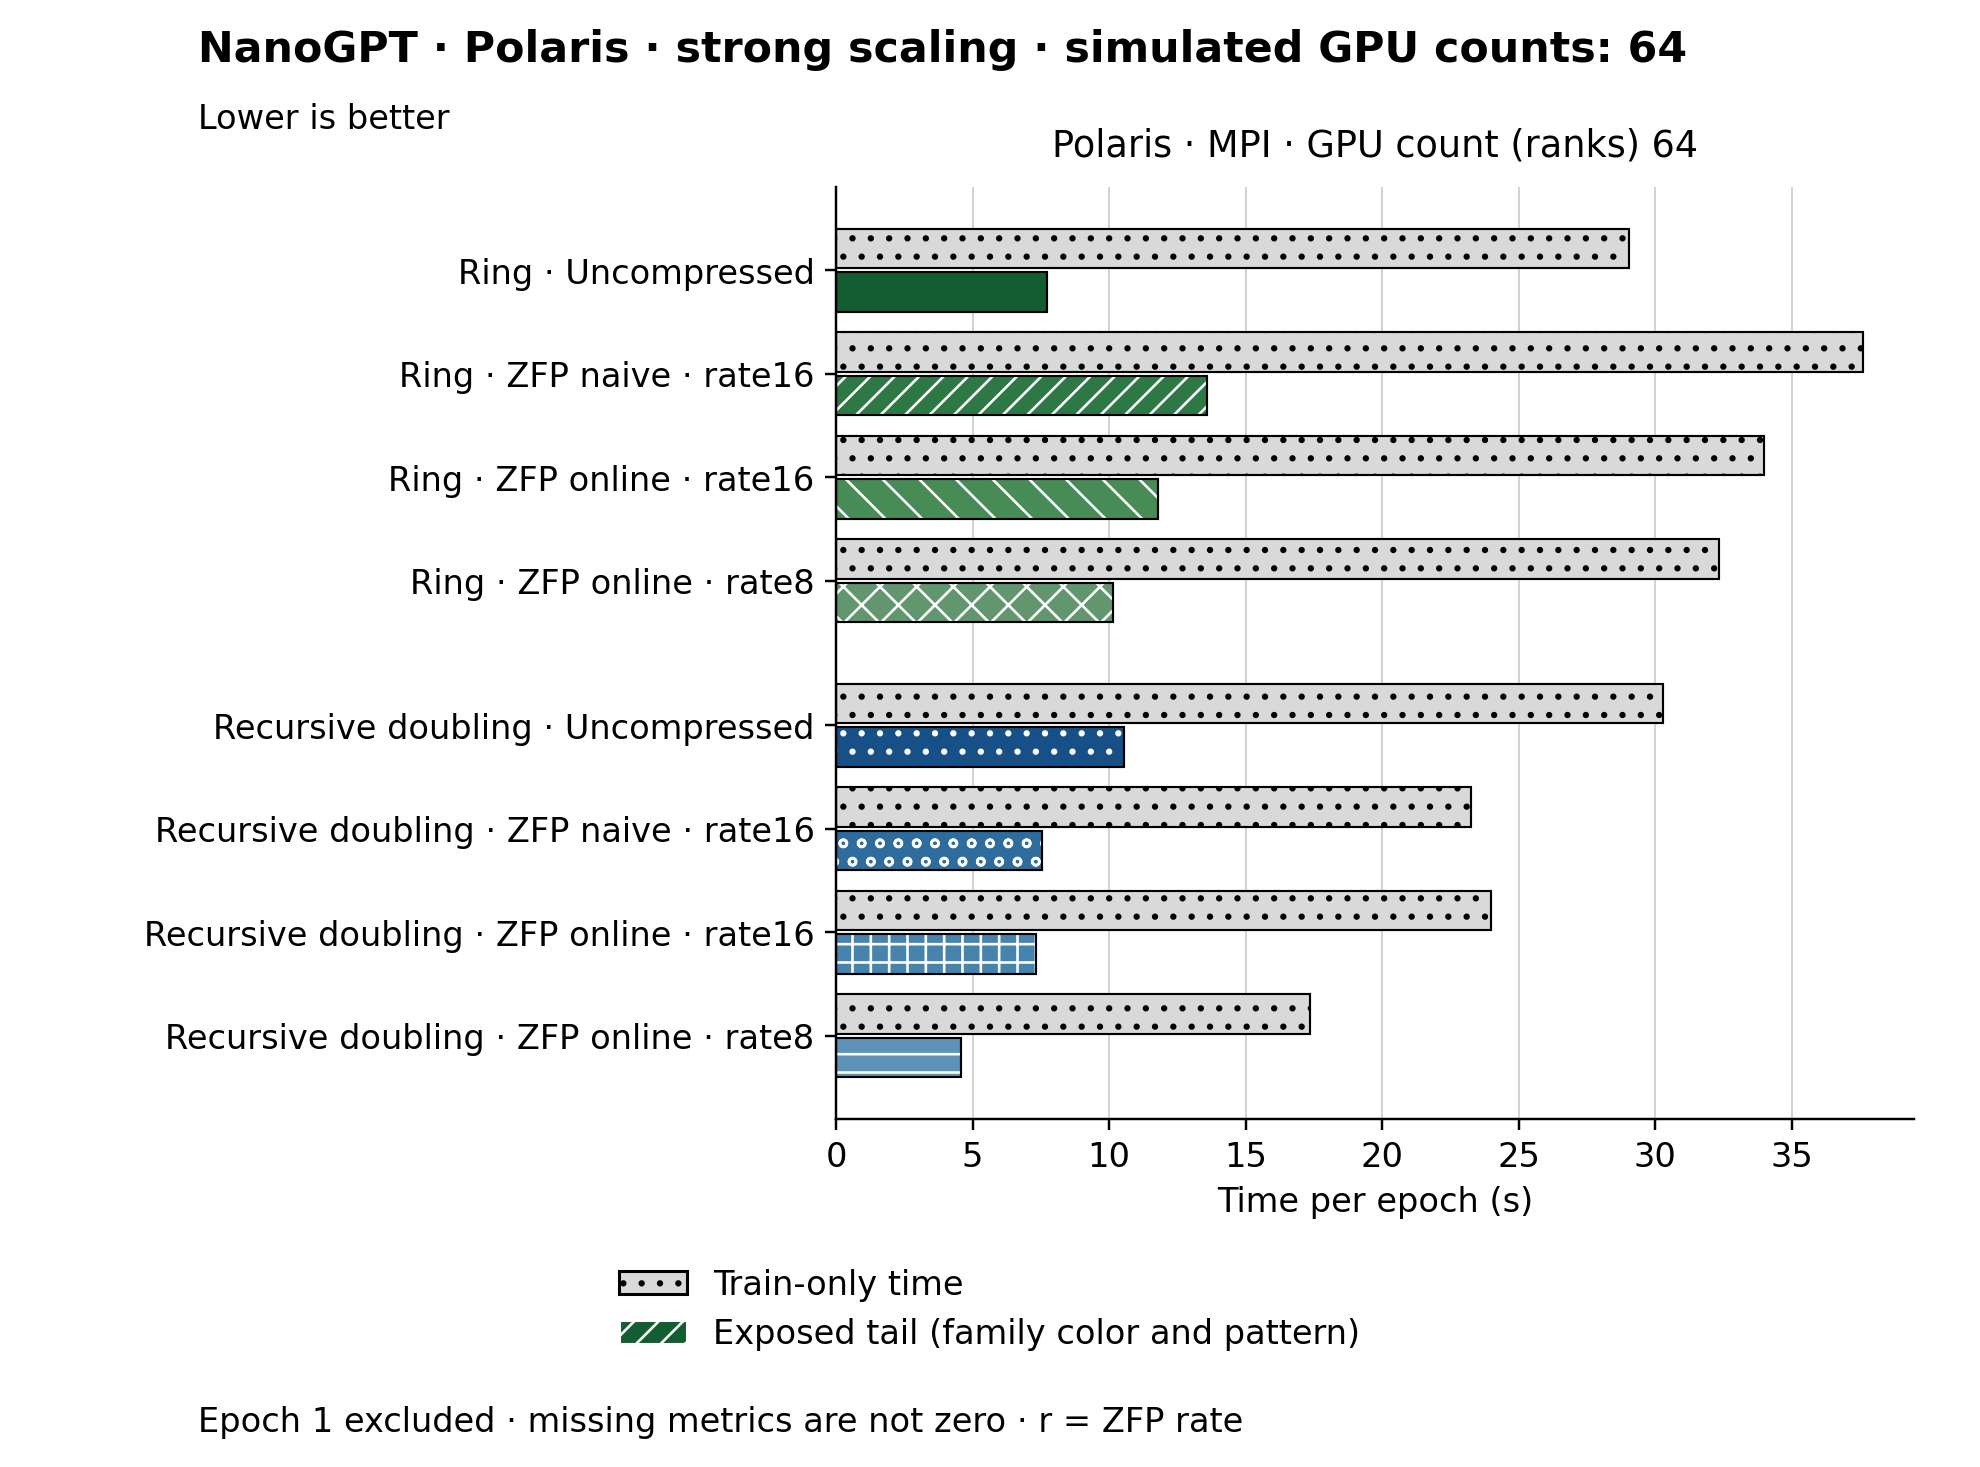 NanoGPT · Polaris · strong scaling · simulated GPU counts: 64
Lower is better
Polaris · MPI · GPU count (ranks) 64
Ring · Uncompressed
Ring · ZFP naive · rate16
Ring · ZFP online · rate16
Ring · ZFP online · rate8
Recursive doubling · Uncompressed
Recursive doubling · ZFP naive · rate16
Recursive doubling · ZFP online · rate16
Recursive doubling · ZFP online · rate8
0 5 10 15 20 25 30 35
Time per epoch (s)
Train-only time
Exposed tail (family color and pattern)
Epoch 1 excluded · missing metrics are not zero · r = ZFP rate